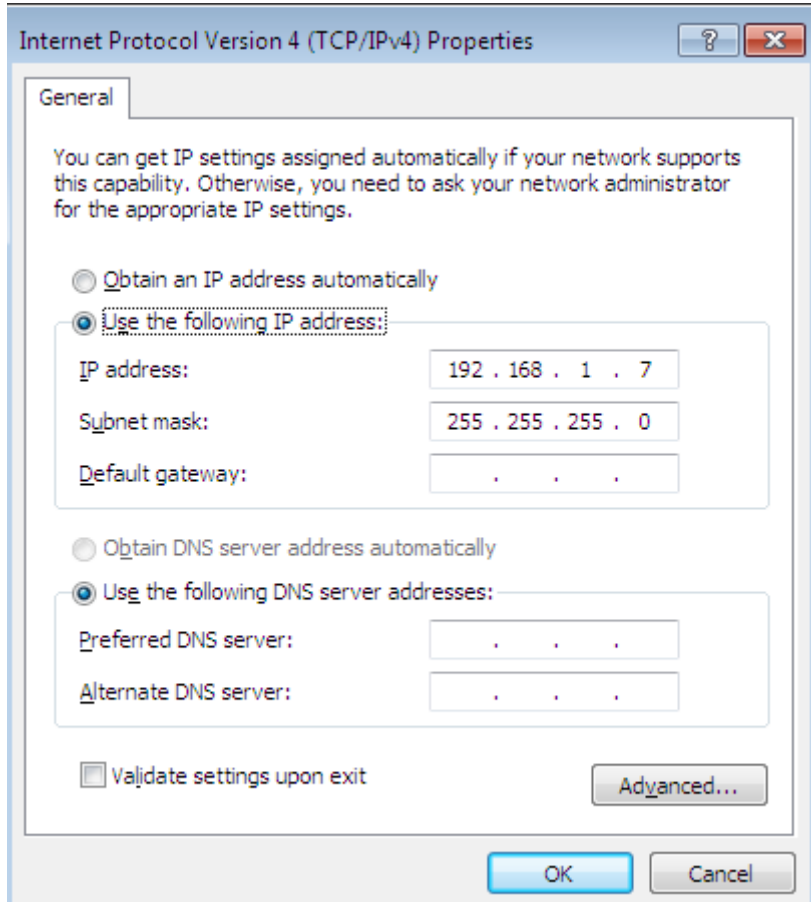 Internet Protocol Version 4 (TCP/IPv4) Properties
?
General
You can get IP settings assigned automatically if your network supports
this capability. Otherwise, you need to ask your network administrator
for the appropriate IP settings.
Obtain an IP address automatically
Use the following IP address:
IP address: 192 . 168 . 1 . 7
Subnet mask: 255 . 255 . 255 . 0
Default gateway: . . .
Obtain DNS server address automatically
Use the following DNS server addresses:
Preferred DNS server: . . .
Alternate DNS server: . . .
Validate settings upon exit
Advanced...
OK Cancel